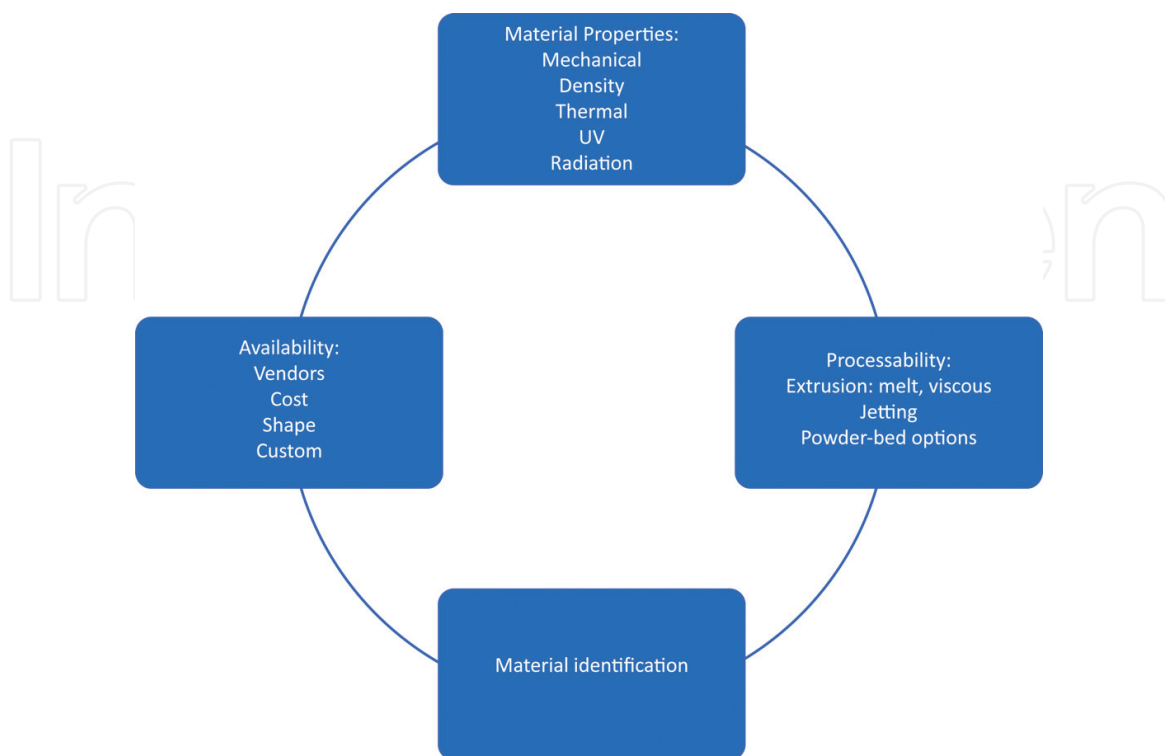 Material Properties:
Mechanical
Density
Thermal
UV
Radiation
Availability:
Vendors
Cost
Shape
Custom
Processability:
Extrusion: melt, viscous
Jetting
Powder-bed options
Material identification